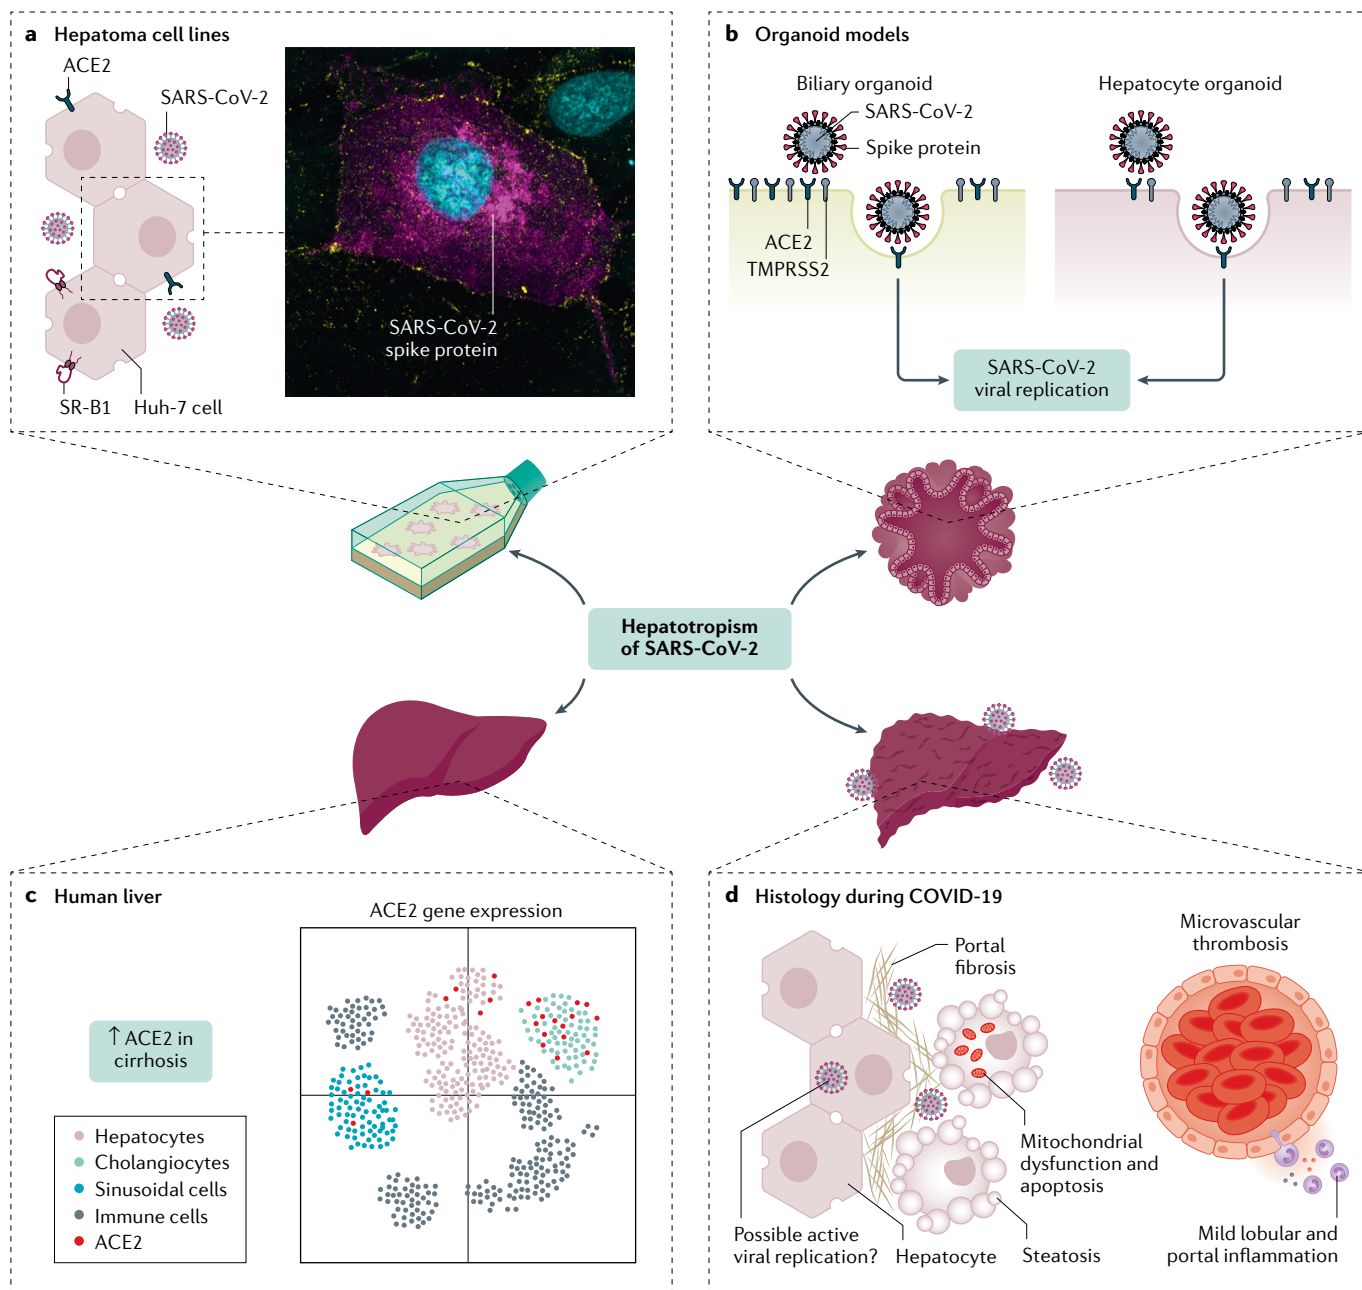 a Hepatoma cell lines
ACE2
SARS-CoV-2
SARS-CoV-2
spike protein
SR-B1
Huh-7 cell
b Organoid models
Biliary organoid
Hepatocyte organoid
SARS-CoV-2
Spike protein
ACE2
TMPRSS2
SARS-CoV-2
viral replication
Hepatotropism
of SARS-CoV-2
c Human liver
ACE2 gene expression
↑ ACE2 in
cirrhosis
Hepatocytes
Cholangiocytes
Sinusoidal cells
Immune cells
ACE2
d Histology during COVID-19
Portal
fibrosis
Microvascular
thrombosis
Mitochondrial
dysfunction and
apoptosis
Possible active
viral replication?
Hepatocyte
Steatosis
Mild lobular and
portal inflammation